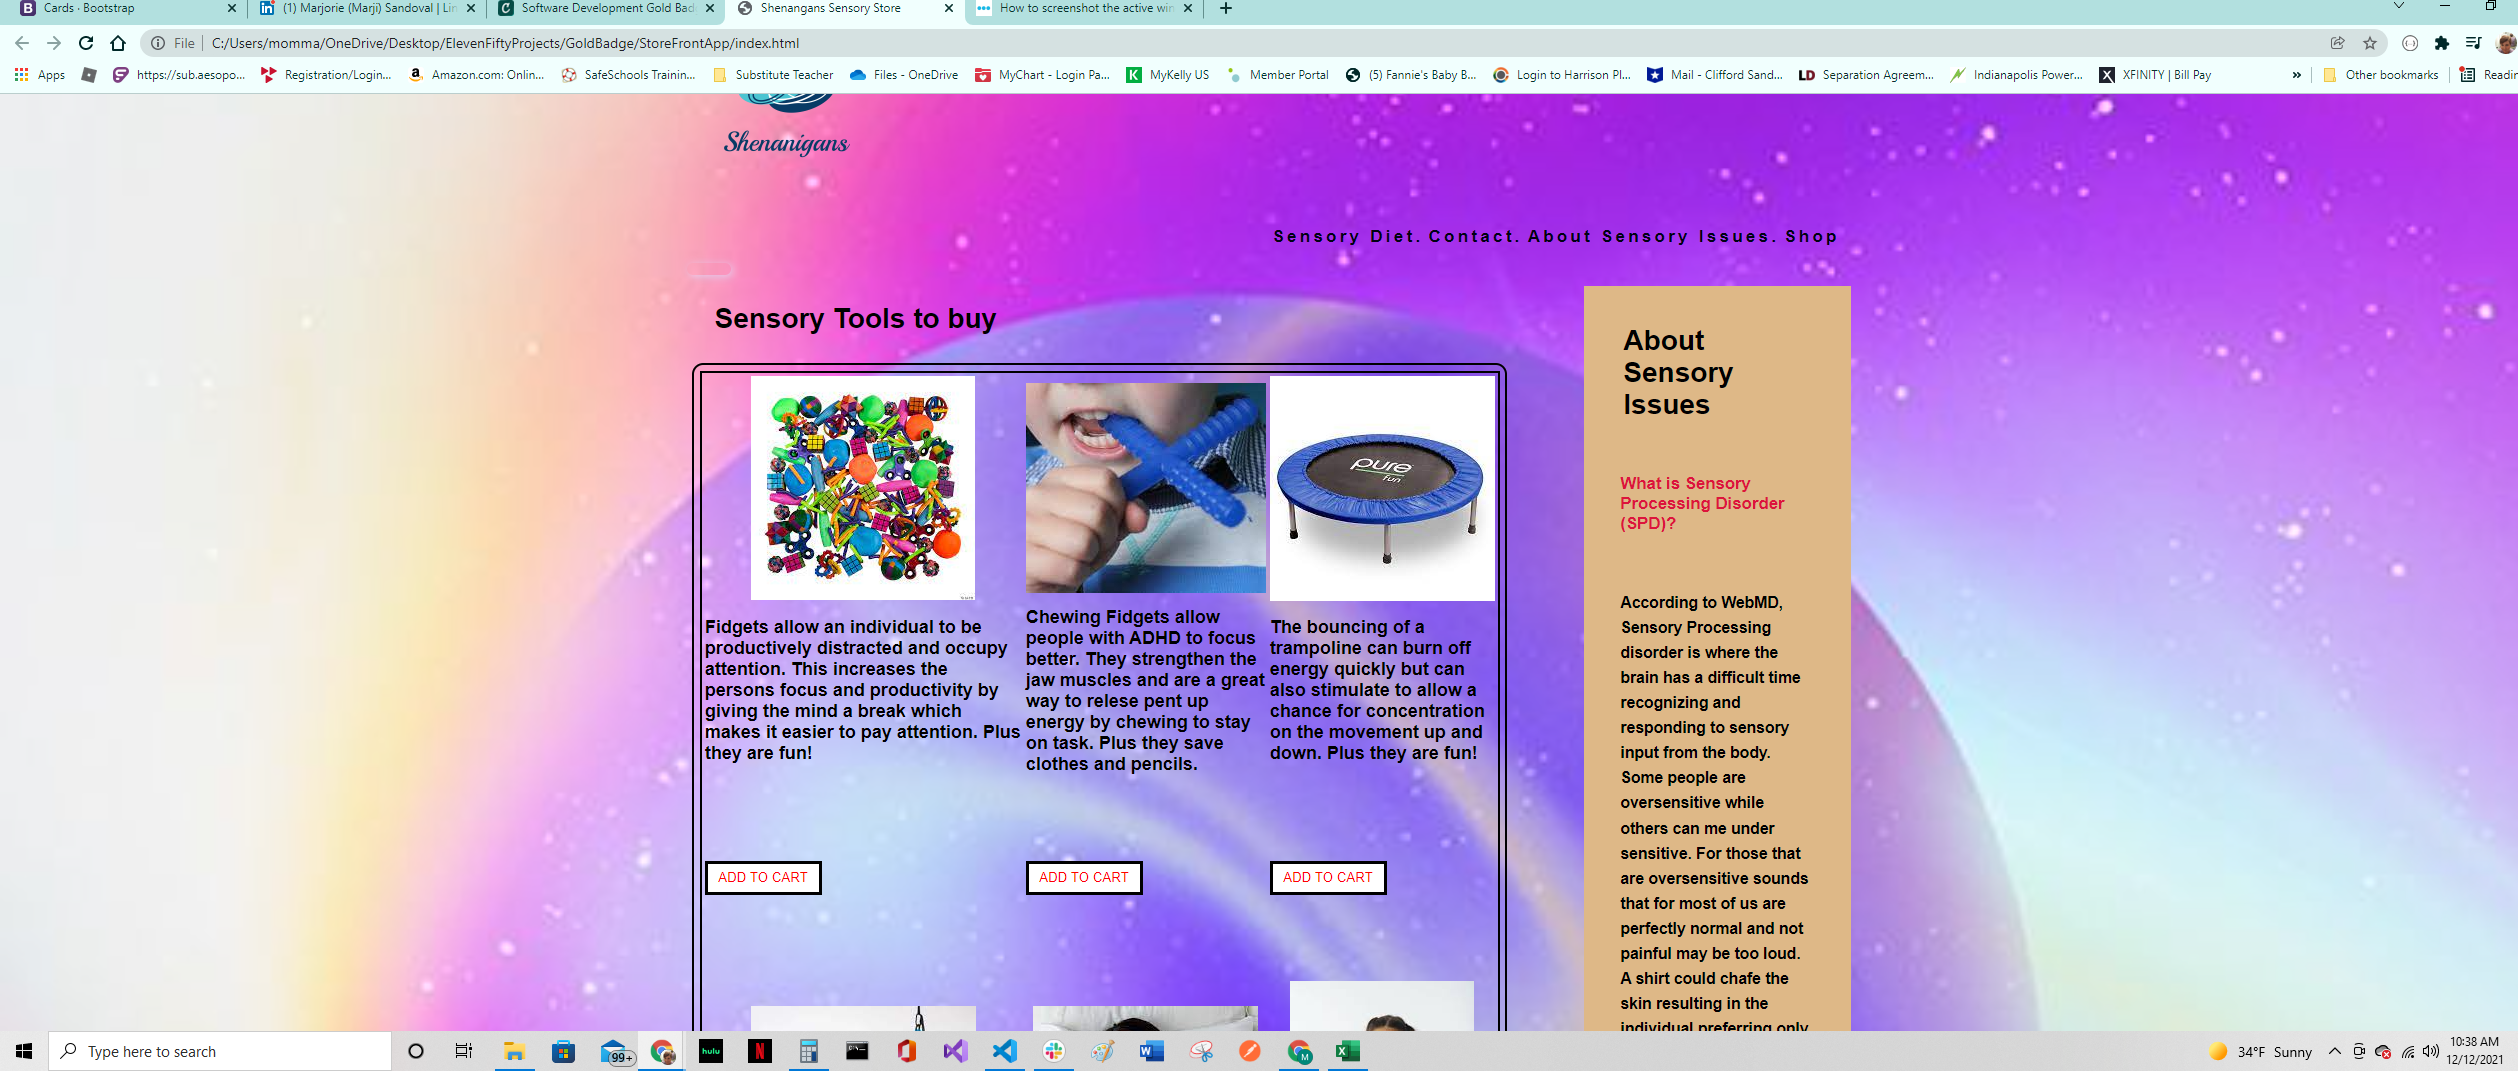 Cards · Bootstrap
(1) Marjorie (Marji) Sandoval | Lin
Software Development Gold Bad
Shenangans Sensory Store
How to screenshot the active win
File
C:/Users/momma/OneDrive/Desktop/ElevenFiftyProjects/GoldBadge/StoreFrontApp/index.html
Apps
https://sub.aesopo...
Registration/Login...
Amazon.com: Onlin...
SafeSchools Trainin...
Substitute Teacher
Files - OneDrive
MyChart - Login Pa...
MyKelly US
Member Portal
(5) Fannie's Baby B...
Login to Harrison Pl...
Mail - Clifford Sand...
Separation Agreem...
Indianapolis Power...
XFINITY | Bill Pay
»
Other bookmarks
Readin
Shenanigans
Sensory Diet. Contact. About Sensory Issues. Shop
Sensory Tools to buy
pure
fun
Fidgets allow an individual to be
productively distracted and occupy
attention. This increases the
persons focus and productivity by
giving the mind a break which
makes it easier to pay attention. Plus
they are fun!
Chewing Fidgets allow
people with ADHD to focus
better. They strengthen the
jaw muscles and are a great
way to relese pent up
energy by chewing to stay
on task. Plus they save
clothes and pencils.
The bouncing of a
trampoline can burn off
energy quickly but can
also stimulate to allow a
chance for concentration
on the movement up and
down. Plus they are fun!
ADD TO CART
ADD TO CART
ADD TO CART
About
Sensory
Issues
What is Sensory
Processing Disorder
(SPD)?
According to WebMD,
Sensory Processing
disorder is where the
brain has a difficult time
recognizing and
responding to sensory
input from the body.
Some people are
oversensitive while
others can me under
sensitive. For those that
are oversensitive sounds
that for most of us are
perfectly normal and not
painful may be too loud.
A shirt could chafe the
skin resulting in the
individual preferring only
Type here to search
99+
hulu
34°F Sunny
10:38 AM
12/12/2021